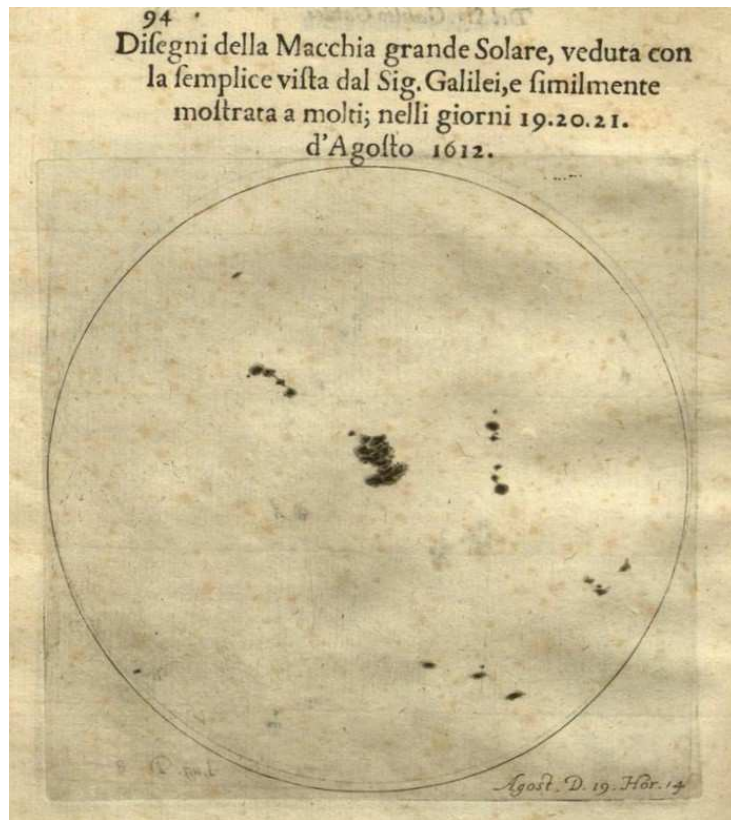 94
Diſegni della Macchia grande Solare, veduta con
la ſemplice viſta dal Sig. Galilei, e ſimilmente
moſtrata a molti; nelli giorni 19.20.21.
d'Agoſto 1612.
Agost. D. 19. Hor. 14